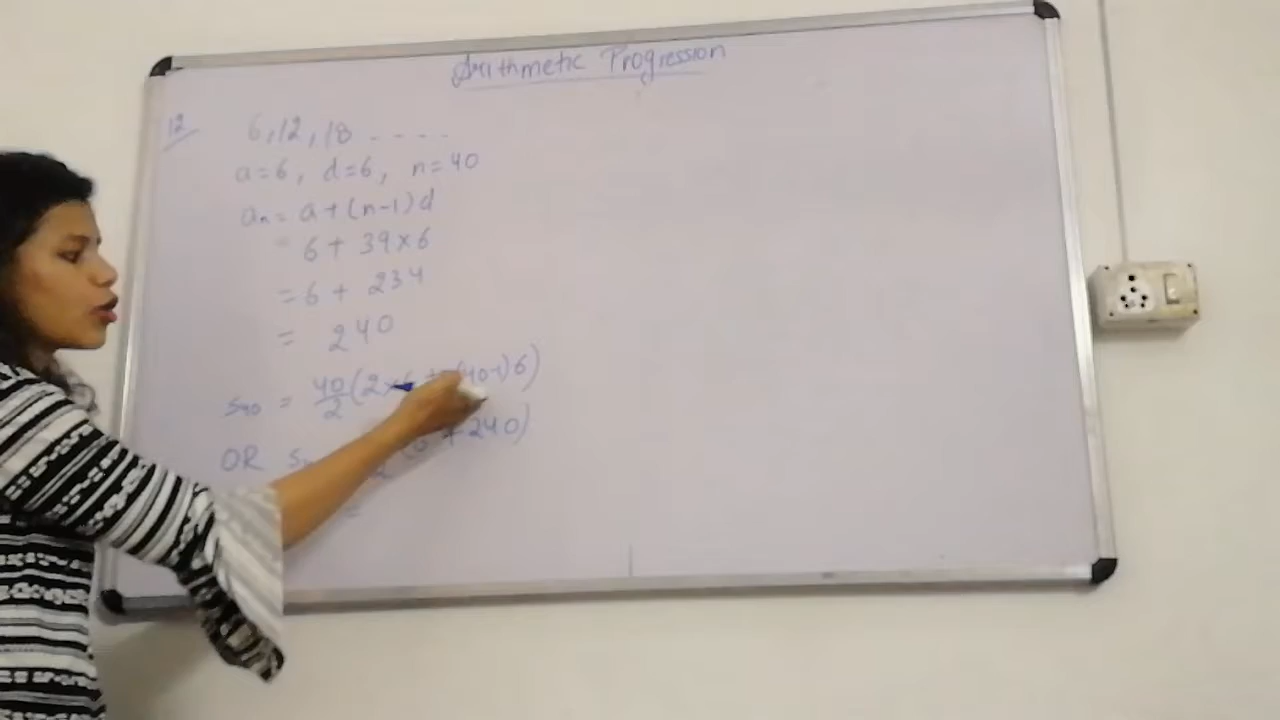 Arithmetic Progression
12 6, 12, 18 - - - -
a=6, d=6, n=40
an = a+(n-1)d
= 6 + 39×6
= 6 + 234
= 240
S40 = 40/2 (2× (40-1)6)
OR + 240)
=